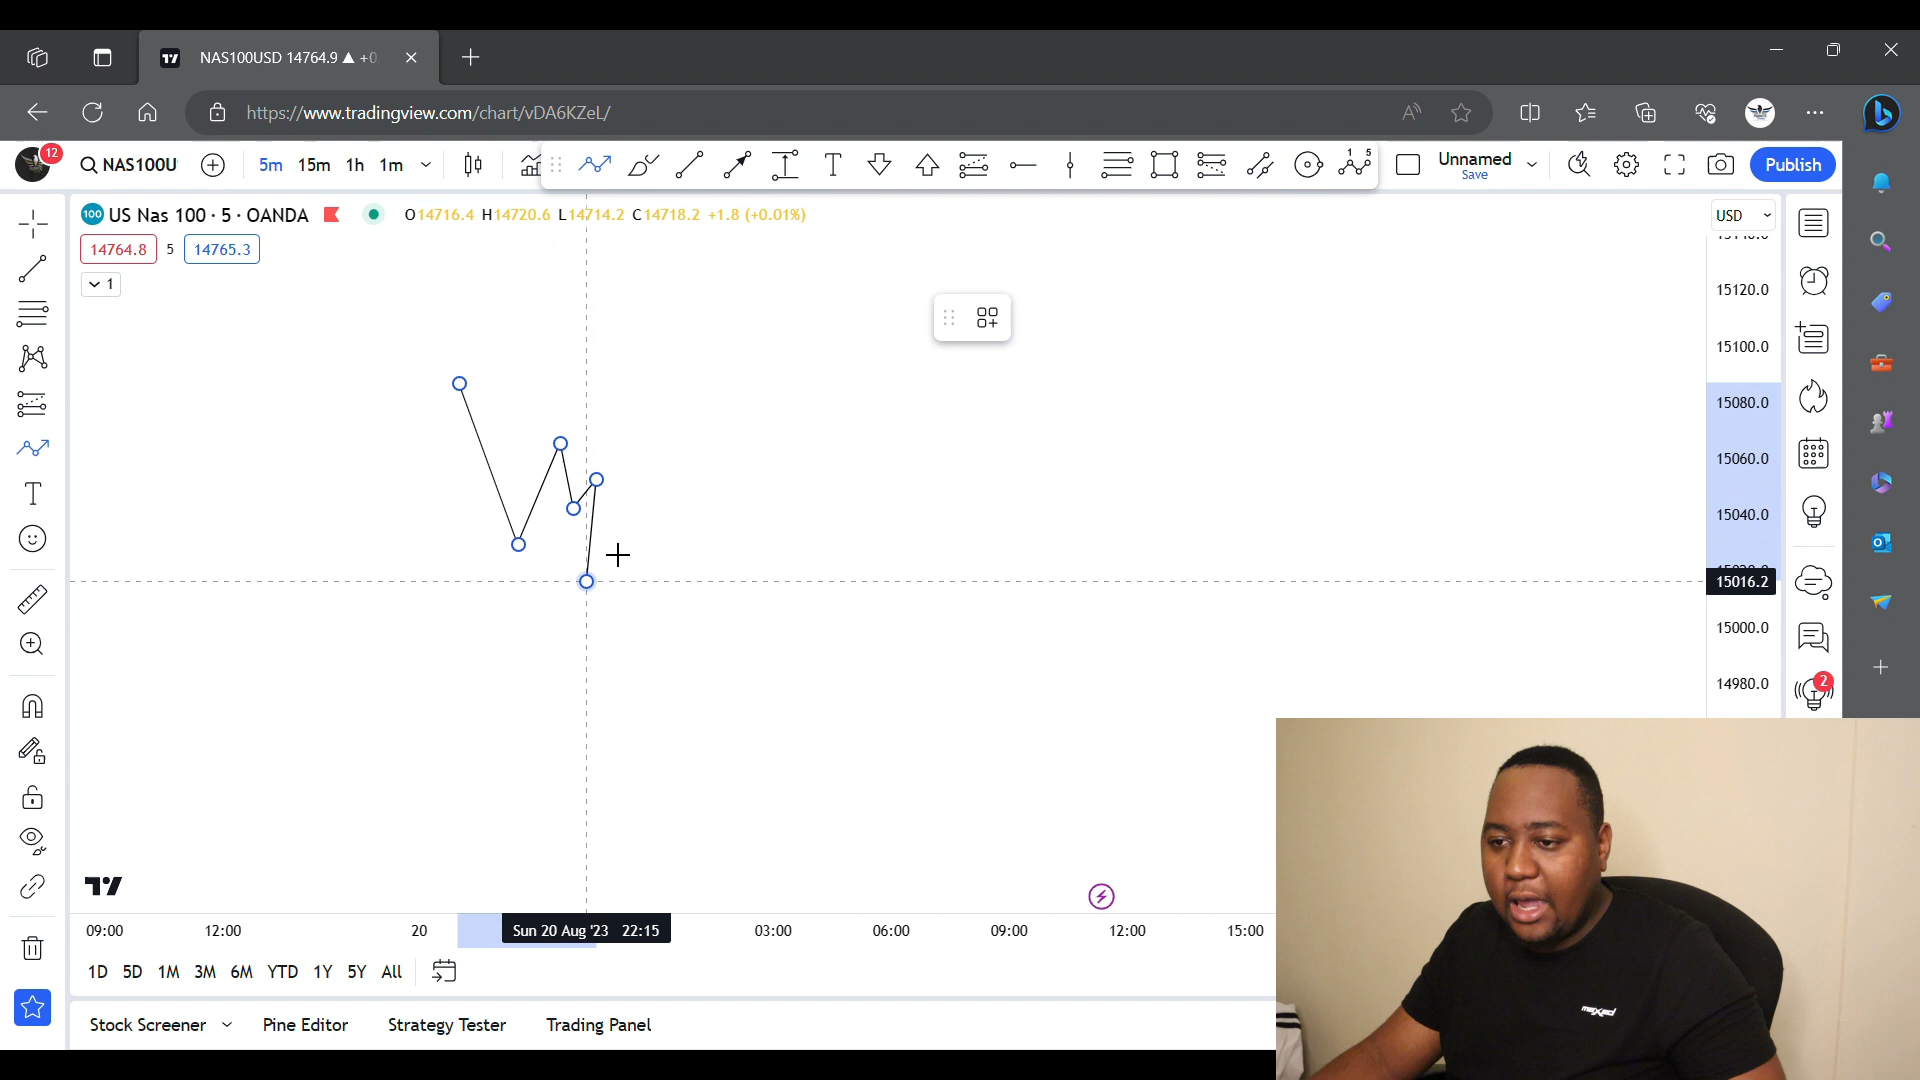 NAS100USD 14764.9 ▲ +0
https://www.tradingview.com/chart/vDA6KZeL/
12
NAS100U
5m 15m 1h 1m
1 5
Unnamed
Save
Publish
100 US Nas 100 · 5 · OANDA O14716.4 H14720.6 L14714.2 C14718.2 +1.8 (+0.01%)
USD
14764.8 5 14765.3
1
15120.0
15100.0
15080.0
15060.0
15040.0
15016.2
15000.0
14980.0
2
09:00 12:00 20 Sun 20 Aug '23 22:15 03:00 06:00 09:00 12:00 15:00
1D 5D 1M 3M 6M YTD 1Y 5Y All
Stock Screener Pine Editor Strategy Tester Trading Panel